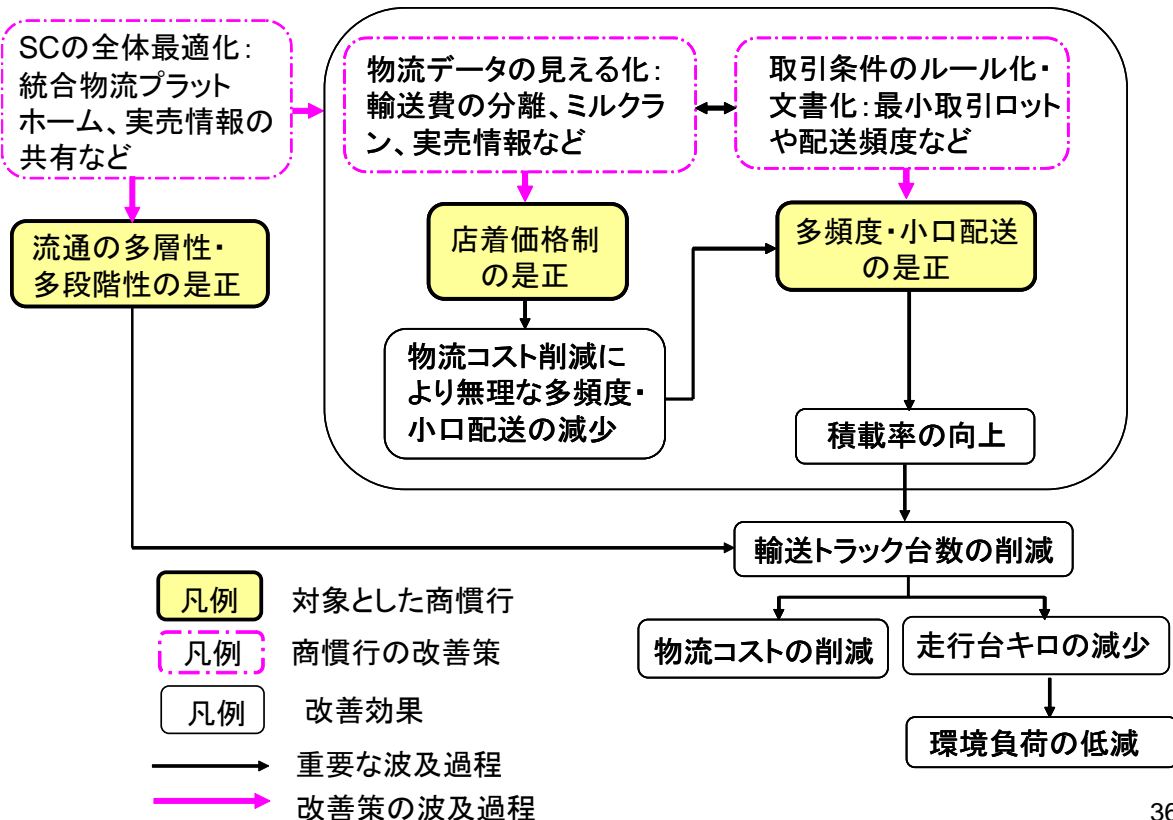 SCの全体最適化：
統合物流プラット
ホーム、実売情報の
共有など
物流データの見える化：
輸送費の分離、ミルクラ
ン、実売情報など
取引条件のルール化・
文書化：最小取引ロット
や配送頻度など
流通の多層性・
多段階性の是正
店着価格制
の是正
多頻度・小口配送
の是正
物流コスト削減に
より無理な多頻度・
小口配送の減少
積載率の向上
輸送トラック台数の削減
物流コストの削減
走行台キロの減少
環境負荷の低減
凡例 対象とした商慣行
凡例 商慣行の改善策
凡例 改善効果
重要な波及過程
改善策の波及過程
36